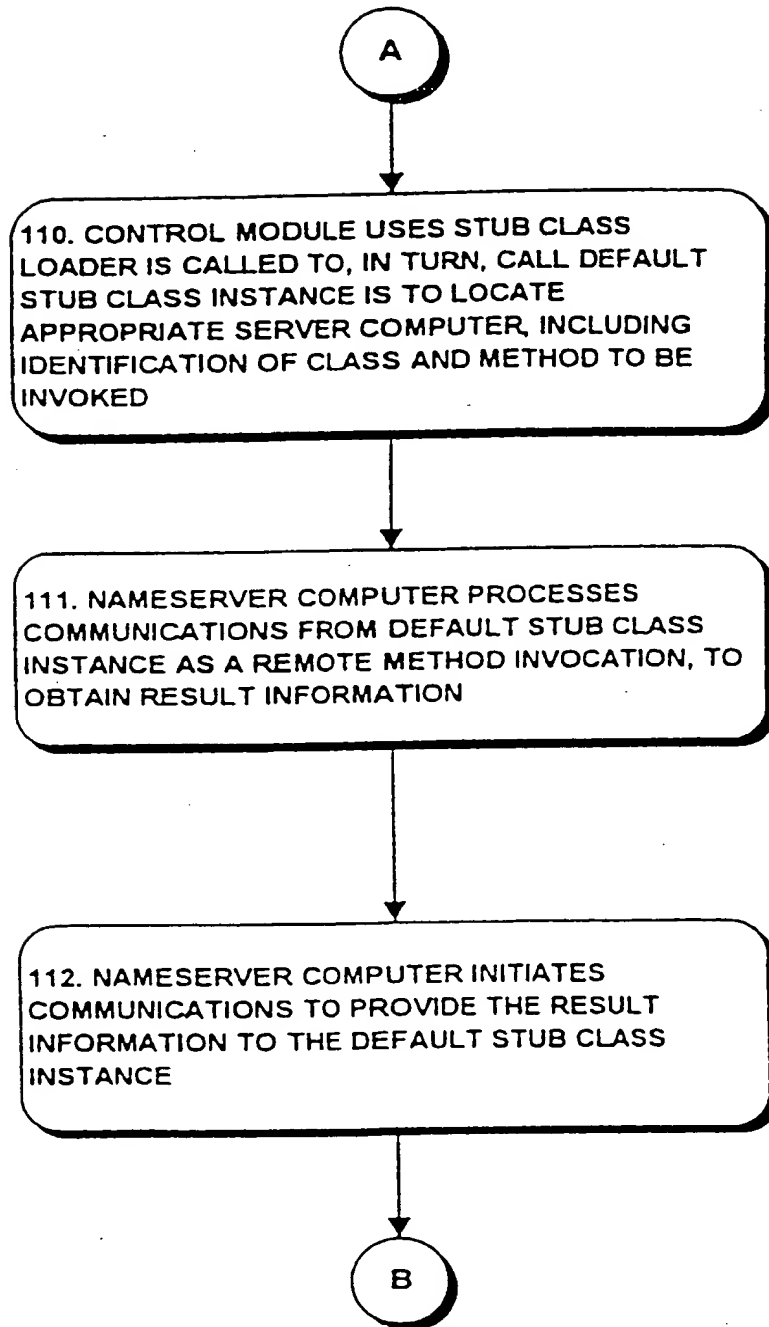 A
110. CONTROL MODULE USES STUB CLASS
LOADER IS CALLED TO, IN TURN, CALL DEFAULT
STUB CLASS INSTANCE IS TO LOCATE
APPROPRIATE SERVER COMPUTER, INCLUDING
IDENTIFICATION OF CLASS AND METHOD TO BE
INVOKED
111. NAMESERVER COMPUTER PROCESSES
COMMUNICATIONS FROM DEFAULT STUB CLASS
INSTANCE AS A REMOTE METHOD INVOCATION, TO
OBTAIN RESULT INFORMATION
112. NAMESERVER COMPUTER INITIATES
COMMUNICATIONS TO PROVIDE THE RESULT
INFORMATION TO THE DEFAULT STUB CLASS
INSTANCE
B